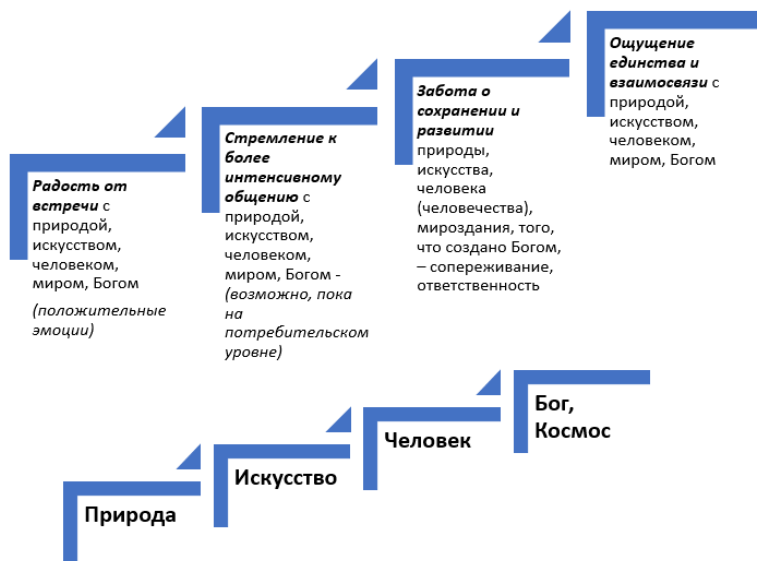 Радость от
встречи с
природой,
искусством,
человеком,
миром, Богом
(положительные
эмоции)
Стремление к
более
интенсивному
общению с
природой,
искусством,
человеком,
миром, Богом -
(возможно, пока
на
потребительском
уровне)
Забота о
сохранении и
развитии
природы,
искусства,
человека
(человечества),
мироздания, того,
что создано Богом,
– сопереживание,
ответственность
Ощущение
единства и
взаимосвязи с
природой,
искусством,
человеком,
миром, Богом
Природа
Искусство
Человек
Бог,
Космос